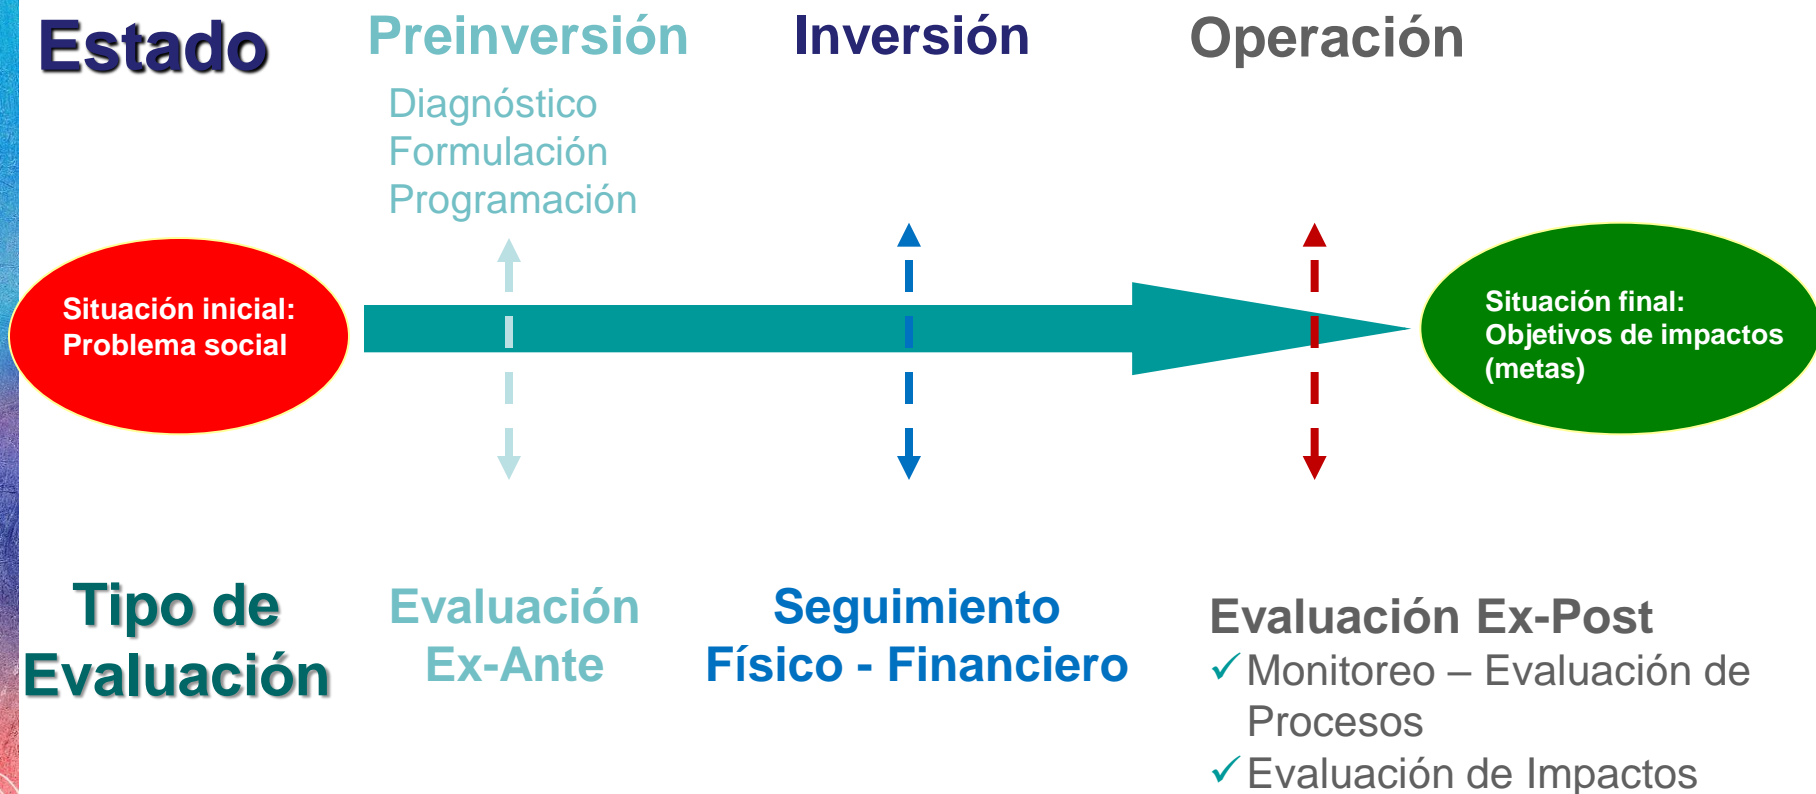 Estado
Preinversión
Inversión
Operación
Diagnóstico
Formulación
Programación
Situación inicial:
Problema social
Situación final:
Objetivos de impactos
(metas)
Tipo de
Evaluación
Evaluación
Ex-Ante
Seguimiento
Físico - Financiero
Evaluación Ex-Post
✓Monitoreo – Evaluación de
Procesos
✓Evaluación de Impactos